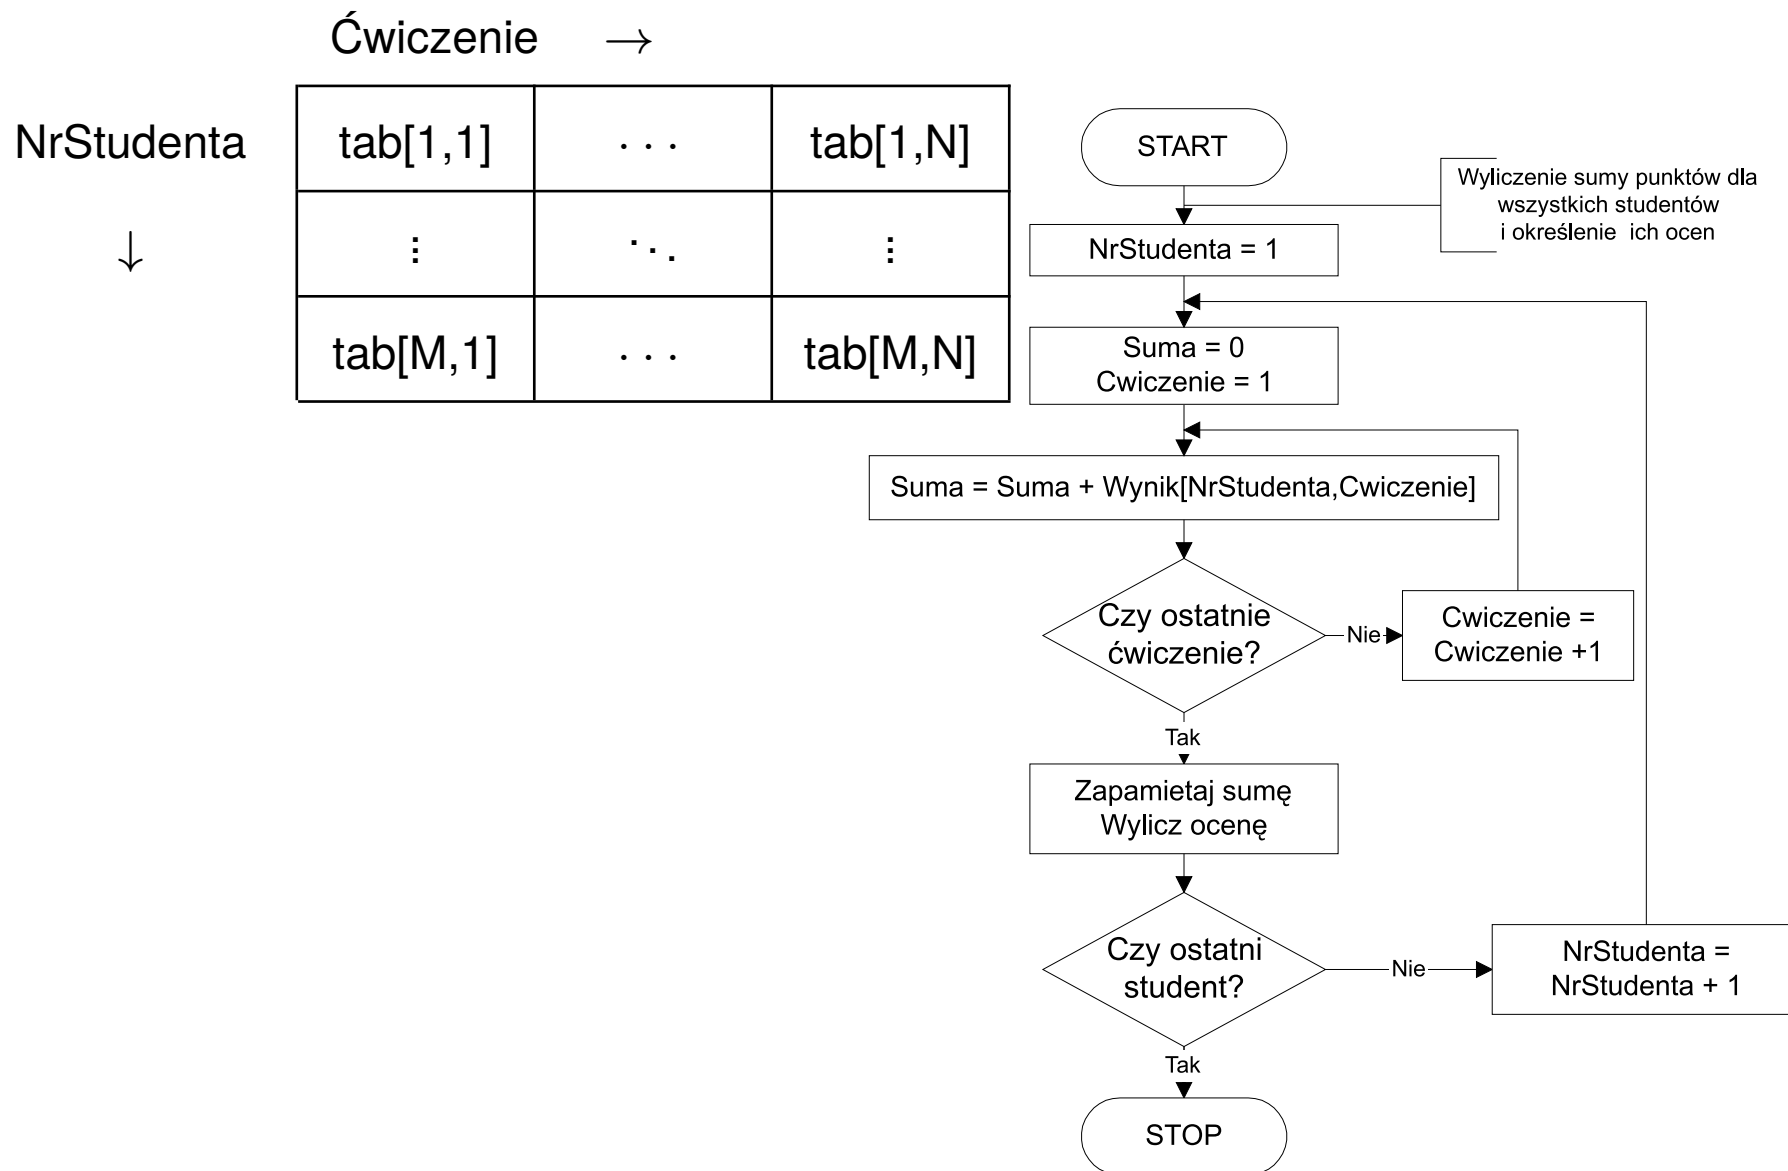 Ćwiczenie →
NrStudenta tab[1,1] · · · tab[1,N]
↓ ⋮ ⋱ ⋮
tab[M,1] · · · tab[M,N]
START
Wyliczenie sumy punktów dla
wszystkich studentów
i określenie ich ocen
NrStudenta = 1
Suma = 0
Cwiczenie = 1
Suma = Suma + Wynik[NrStudenta,Cwiczenie]
Czy ostatnie
ćwiczenie?
Nie
Cwiczenie =
Cwiczenie +1
Tak
Zapamietaj sumę
Wylicz ocenę
Czy ostatni
student?
Nie
NrStudenta =
NrStudenta + 1
Tak
STOP